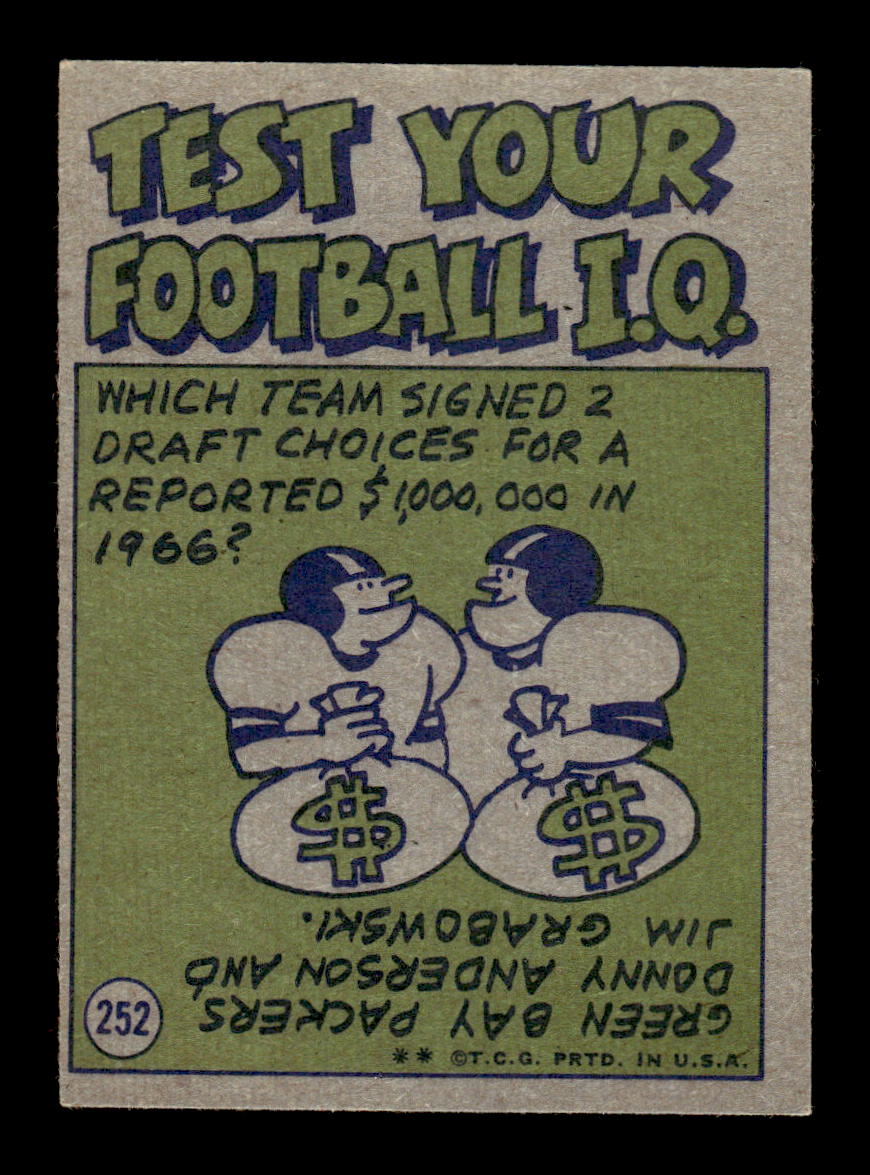 TEST YOUR
FOOTBALL I.Q.
WHICH TEAM SIGNED 2
DRAFT CHOICES FOR A
REPORTED $1,000,000 IN
1966?
$ $
GREEN BAY PACKERS
DONNY ANDERSON AND
JIM GRABOWSKI.
252
** ©T.C.G. PRTD. IN U.S.A.